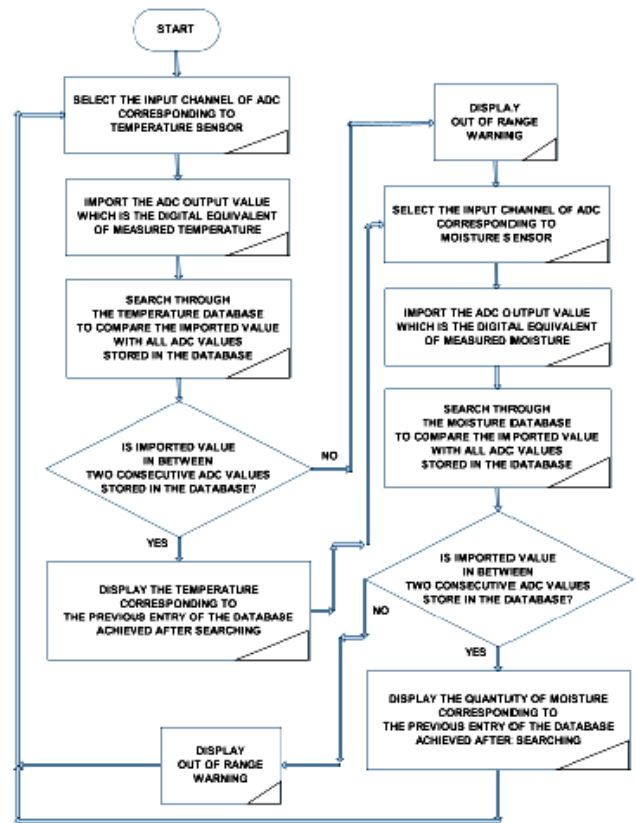 START
SELECT THE INPUT CHANNEL OF ADC
CORRESPONDING TO
TEMPERATURE SENSOR
IMPORT THE ADC OUTPUT VALUE
WHICH IS THE DIGITAL EQUIVALENT
OF MEASURED TEMPERATURE
SEARCH THROUGH
THE TEMPERATURE DATABASE
TO COMPARE THE IMPORTED VALUE
WITH ALL ADC VALUES
STORED IN THE DATABASE
IS IMPORTED VALUE
IN BETWEEN
TWO CONSECUTIVE ADC VALUES
STORED IN THE DATABASE?
NO
YES
DISPLAY THE TEMPERATURE
CORRESPONDING TO
THE PREVIOUS ENTRY OF THE DATABASE
ACHIEVED AFTER SEARCHING
DISPLAY
OUT OF RANGE
WARNING
SELECT THE INPUT CHANNEL OF ADC
CORRESPONDING TO
MOISTURE SENSOR
IMPORT THE ADC OUTPUT VALUE
WHICH IS THE DIGITAL EQUIVALENT
OF MEASURED MOISTURE
SEARCH THROUGH
THE MOISTURE DATABASE
TO COMPARE THE IMPORTED VALUE
WITH ALL ADC VALUES
STORED IN THE DATABASE
IS IMPORTED VALUE
IN BETWEEN
TWO CONSECUTIVE ADC VALUES
STORE IN THE DATABASE?
NO
YES
DISPLAY THE QUANTUITY OF MOISTURE
CORRESPONDING TO
THE PREVIOUS ENTRY OF THE DATABASE
ACHIEVED AFTER SEARCHING
DISPLAY
OUT OF RANGE
WARNING